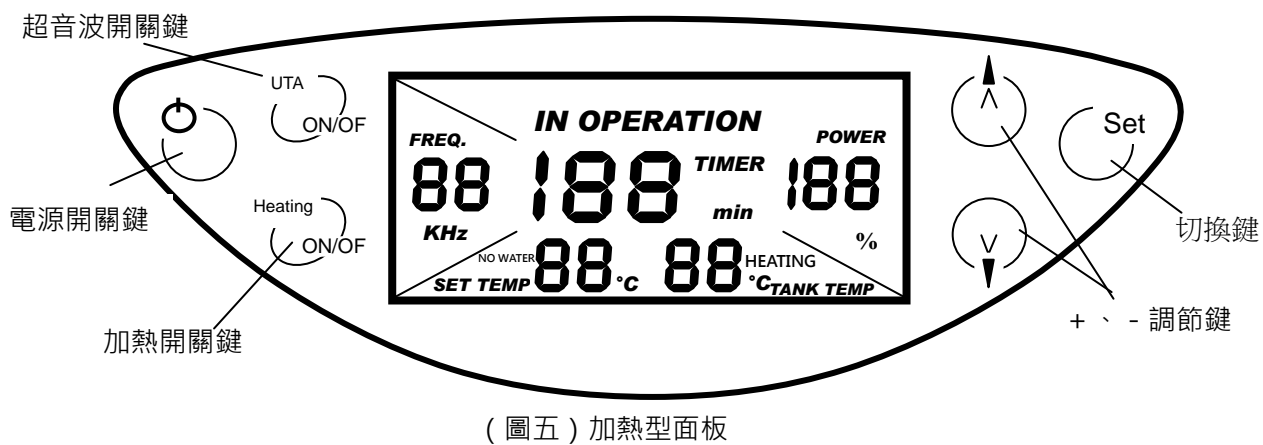 超音波開關鍵
UTA
ON/OF
電源開關鍵
Heating
ON/OF
加熱開關鍵
IN OPERATION
FREQ.
88
KHz
188
TIMER
min
POWER
188
%
NO WATER
SET TEMP
88
°C
88
HEATING
°C
TANK TEMP
^
Set
v
切換鍵
+、-調節鍵
(圖五)加熱型面板